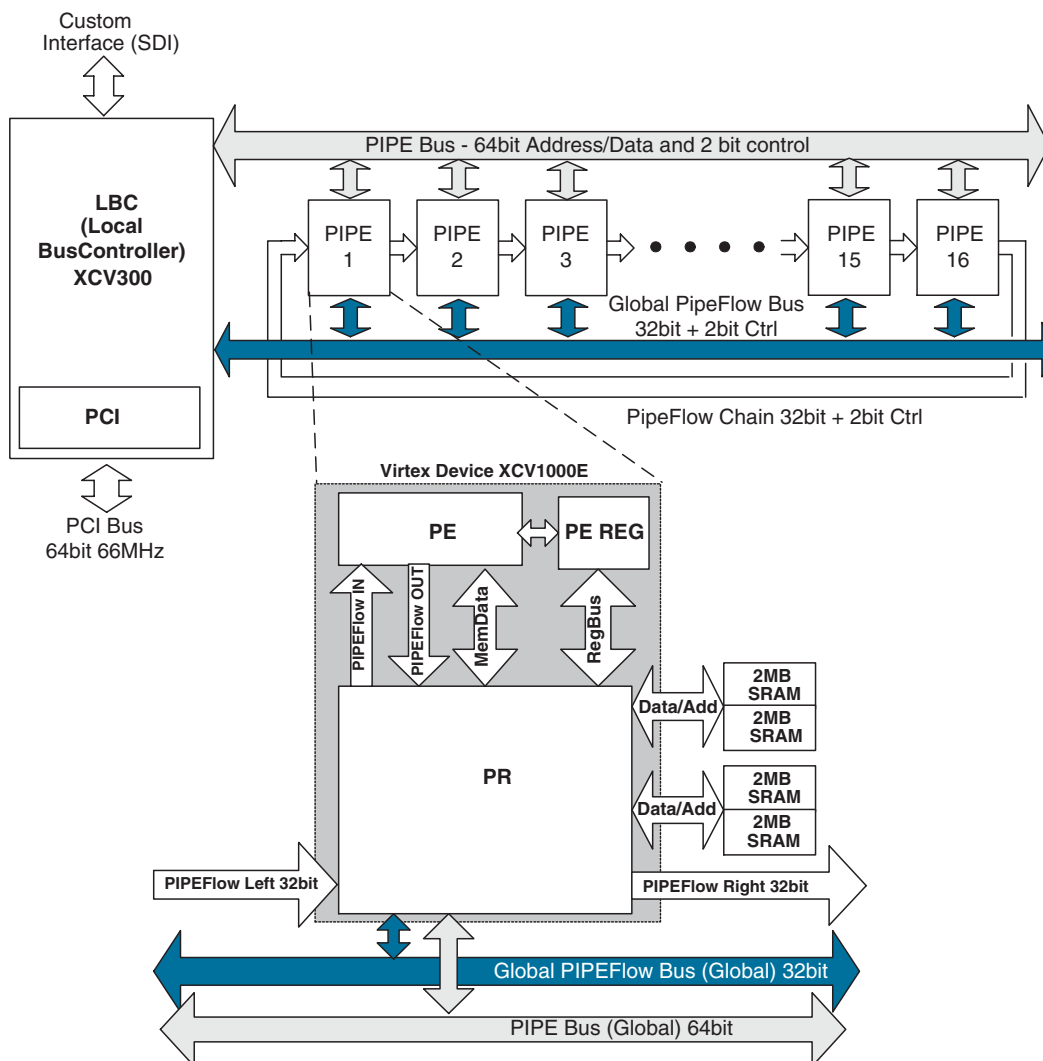 Custom
Interface (SDI)
PIPE Bus - 64bit Address/Data and 2 bit control
LBC
(Local
BusController)
XCV300
PIPE
1
PIPE
2
PIPE
3
PIPE
15
PIPE
16
Global PipeFlow Bus
32bit + 2bit Ctrl
PCI
PipeFlow Chain 32bit + 2bit Ctrl
PCI Bus
64bit 66MHz
Virtex Device XCV1000E
PE
PE REG
PIPEFlow IN
PIPEFlow OUT
MemData
RegBus
PR
Data/Add
2MB
SRAM
2MB
SRAM
Data/Add
2MB
SRAM
2MB
SRAM
PIPEFlow Left 32bit
PIPEFlow Right 32bit
Global PIPEFlow Bus (Global) 32bit
PIPE Bus (Global) 64bit